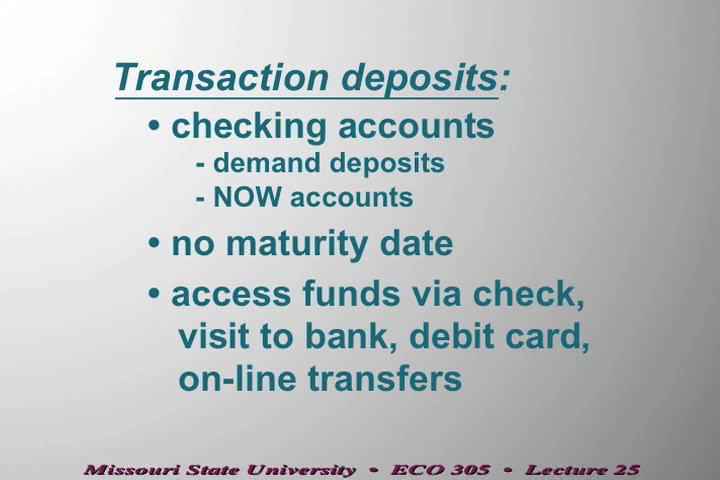 Transaction deposits:
• checking accounts
- demand deposits
- NOW accounts
• no maturity date
• access funds via check,
visit to bank, debit card,
on-line transfers
Missouri State University • ECO 305 • Lecture 25